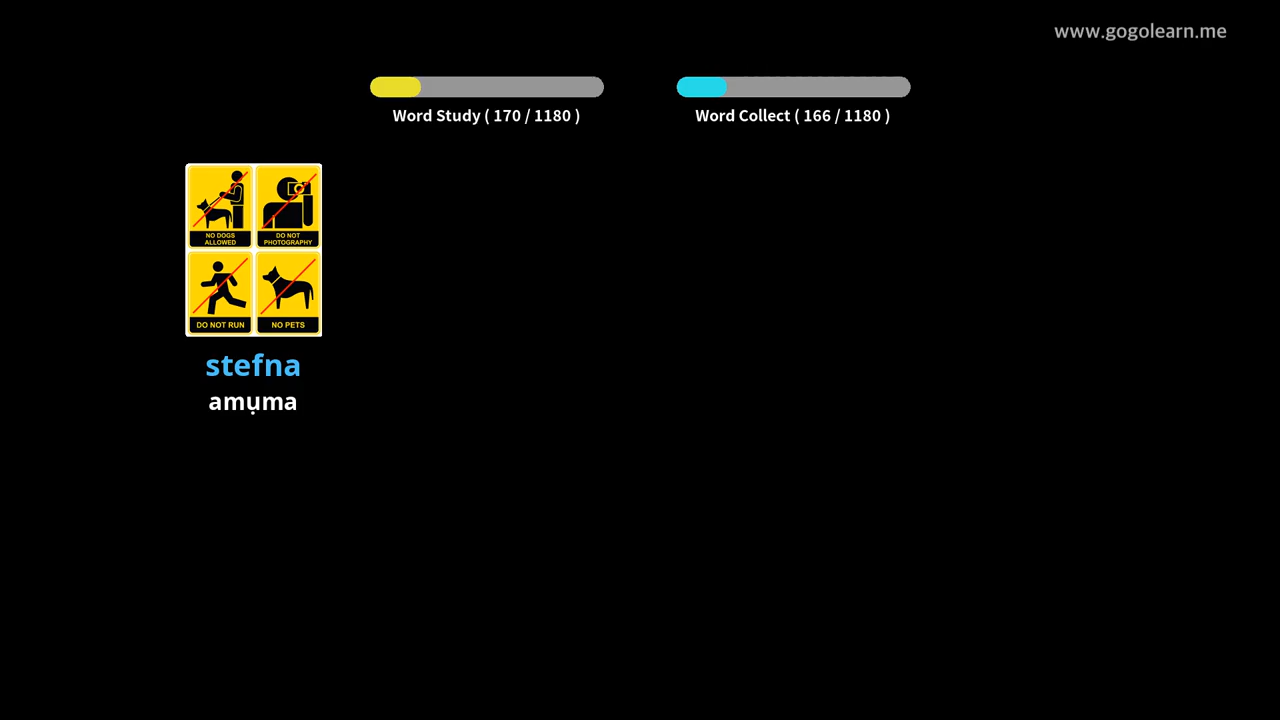 www.gogolearn.me
Word Study ( 170 / 1180 )
Word Collect ( 166 / 1180 )
NO DOGS
ALLOWED
DO NOT
PHOTOGRAPHY
DO NOT RUN
NO PETS
stefna
amụma